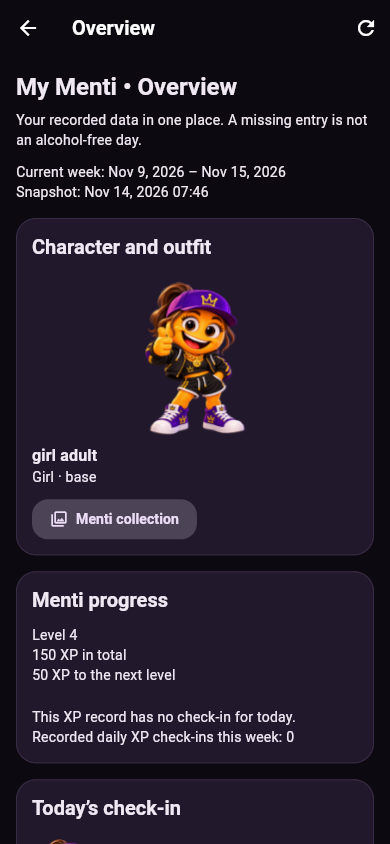 Overview
My Menti • Overview
Your recorded data in one place. A missing entry is not
an alcohol-free day.
Current week: Nov 9, 2026 – Nov 15, 2026
Snapshot: Nov 14, 2026 07:46
Character and outfit
girl adult
Girl · base
Menti collection
Menti progress
Level 4
150 XP in total
50 XP to the next level
This XP record has no check-in for today.
Recorded daily XP check-ins this week: 0
Today’s check-in